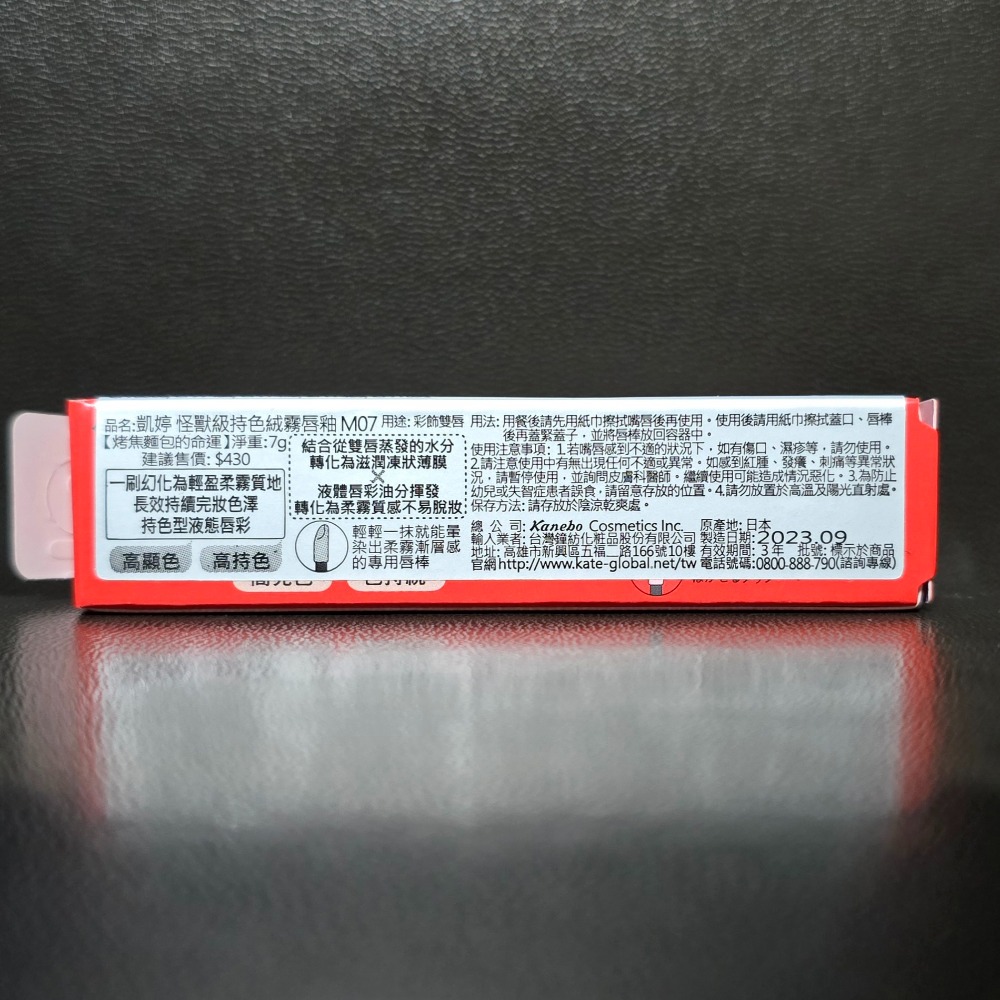 品名:凱婷 怪獸級持色絨霧唇釉 M07 用途: 彩飾雙唇
【烤焦麵包的命運】淨重:7g
建議售價: $430
一刷幻化為輕盈柔霧質地
長效持續完妝色澤
持色型液態唇彩
高顯色 高持色
結合從雙唇蒸發的水分
轉化為滋潤凍狀薄膜
×
液體唇彩油分揮發
轉化為柔霧質感不易脫妝
輕輕一抹就能暈
染出柔霧漸層感
的專用唇棒
用法: 用餐後請先用紙巾擦拭嘴唇後再使用。使用後請用紙巾擦拭蓋口、唇棒
後再蓋緊蓋子，並將唇棒放回容器中。
使用注意事項: 1.若嘴唇感到不適的狀況下，如有傷口、濕疹等，請勿使用。
2.請注意使用中有無出現任何不適或異常。如感到紅腫、發癢、刺痛等異常狀
況，請暫停使用，並詢問皮膚科醫師。繼續使用可能造成情況惡化。3.為防止
幼兒或失智症患者誤食，請留意存放的位置。4.請勿放置於高溫及陽光直射處。
保存方法: 請存放於陰涼乾爽處。
總 公 司: Kanebo Cosmetics Inc. 原產地: 日本
輸入業者: 台灣鐘紡化粧品股份有限公司 製造日期: 2023.09
地址: 高雄市新興區五福二路166號10樓 有效期間: 3 年 批號: 標示於商品
官網http://www.kate-global.net/tw 電話號碼:0800-888-790(諮詢專線)